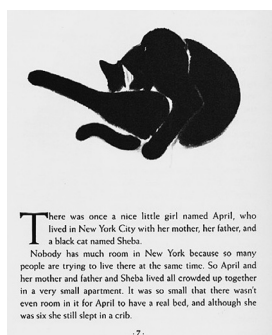 There was once a nice little girl named April, who
lived in New York City with her mother, her father, and
a black cat named Sheba.
Nobody has much room in New York because so many
people are trying to live there at the same time. So April and
her mother and father and Sheba lived all crowded up together
in a very small apartment. It was so small that there wasn't
even room in it for April to have a real bed, and although she
was six she still slept in a crib.
· 7 ·